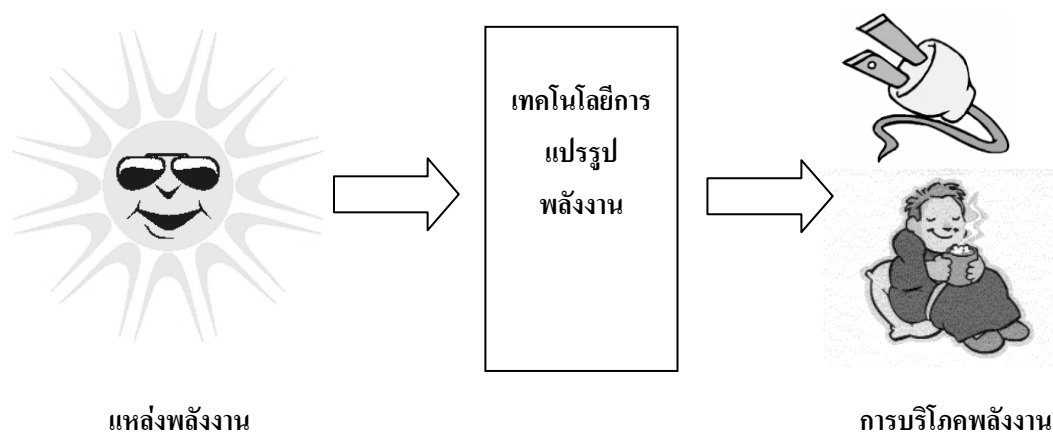 เทคโนโลยีการ
แปรรูป
พลังงาน
แหล่งพลังงาน
การบริโภคพลังงาน